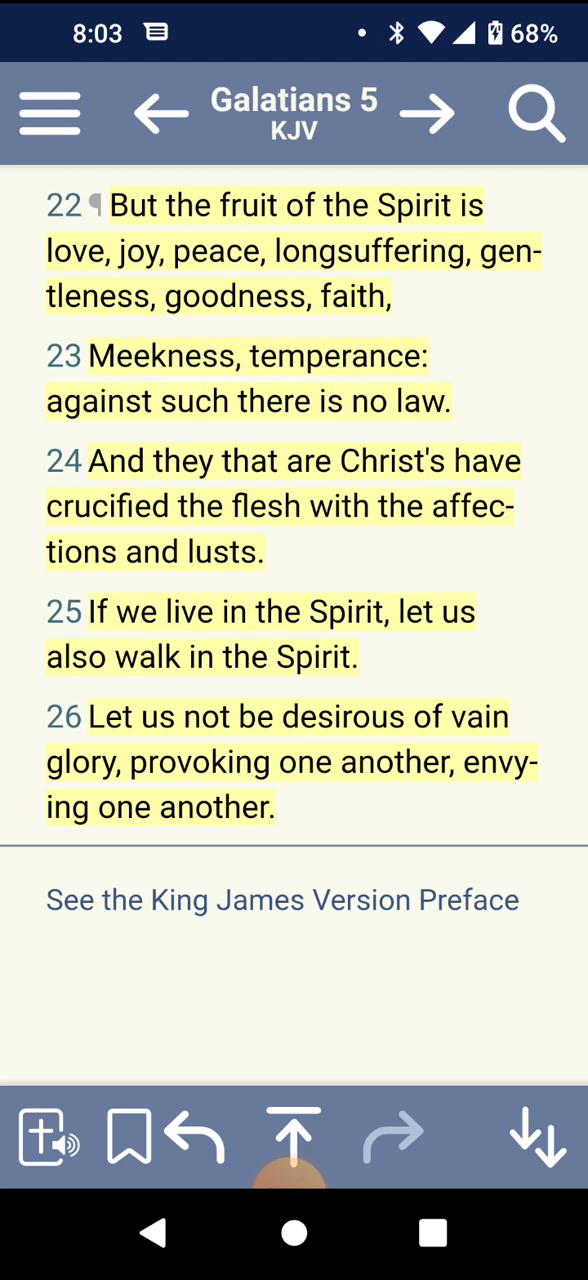 8:03 68%
Galatians 5
KJV
22 ¶ But the fruit of the Spirit is
love, joy, peace, longsuffering, gen-
tleness, goodness, faith,
23 Meekness, temperance:
against such there is no law.
24 And they that are Christ's have
crucified the flesh with the affec-
tions and lusts.
25 If we live in the Spirit, let us
also walk in the Spirit.
26 Let us not be desirous of vain
glory, provoking one another, envy-
ing one another.
See the King James Version Preface